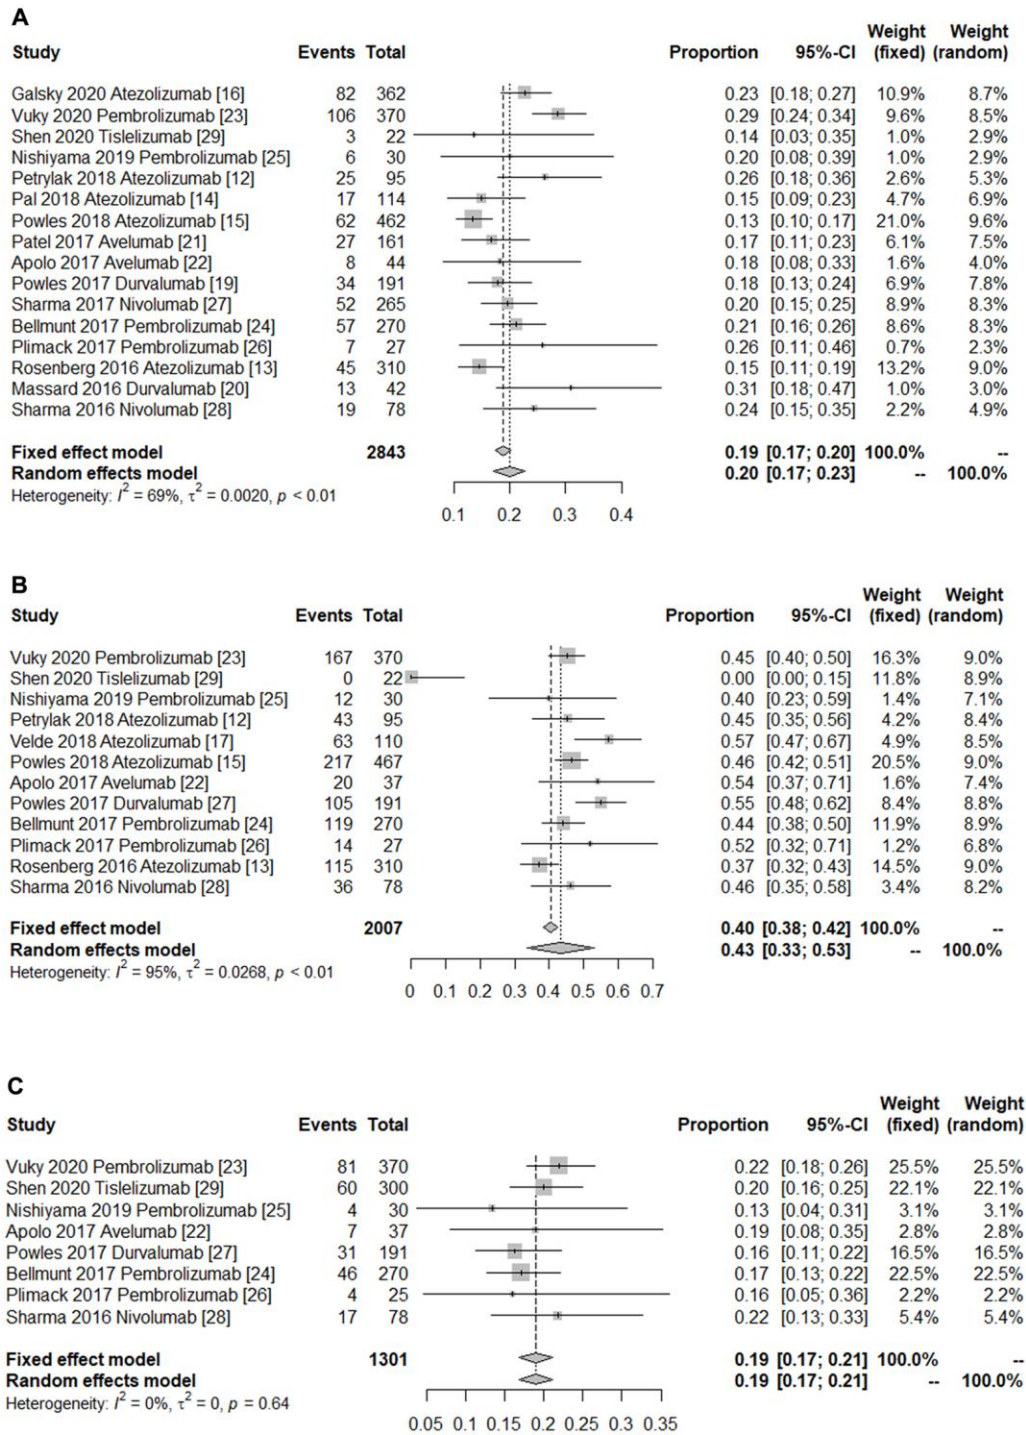 A
Weight Weight
Study Events Total Proportion 95%-CI (fixed) (random)
Galsky 2020 Atezolizumab [16] 82 362 0.23 [0.18; 0.27] 10.9% 8.7%
Vuky 2020 Pembrolizumab [23] 106 370 0.29 [0.24; 0.34] 9.6% 8.5%
Shen 2020 Tislelizumab [29] 3 22 0.14 [0.03; 0.35] 1.0% 2.9%
Nishiyama 2019 Pembrolizumab [25] 6 30 0.20 [0.08; 0.39] 1.0% 2.9%
Petrylak 2018 Atezolizumab [12] 25 95 0.26 [0.18; 0.36] 2.6% 5.3%
Pal 2018 Atezolizumab [14] 17 114 0.15 [0.09; 0.23] 4.7% 6.9%
Powles 2018 Atezolizumab [15] 62 462 0.13 [0.10; 0.17] 21.0% 9.6%
Patel 2017 Avelumab [21] 27 161 0.17 [0.11; 0.23] 6.1% 7.5%
Apolo 2017 Avelumab [22] 8 44 0.18 [0.08; 0.33] 1.6% 4.0%
Powles 2017 Durvalumab [19] 34 191 0.18 [0.13; 0.24] 6.9% 7.8%
Sharma 2017 Nivolumab [27] 52 265 0.20 [0.15; 0.25] 8.9% 8.3%
Bellmunt 2017 Pembrolizumab [24] 57 270 0.21 [0.16; 0.26] 8.6% 8.3%
Plimack 2017 Pembrolizumab [26] 7 27 0.26 [0.11; 0.46] 0.7% 2.3%
Rosenberg 2016 Atezolizumab [13] 45 310 0.15 [0.11; 0.19] 13.2% 9.0%
Massard 2016 Durvalumab [20] 13 42 0.31 [0.18; 0.47] 1.0% 3.0%
Sharma 2016 Nivolumab [28] 19 78 0.24 [0.15; 0.35] 2.2% 4.9%
Fixed effect model 2843 0.19 [0.17; 0.20] 100.0% --
Random effects model 0.20 [0.17; 0.23] -- 100.0%
Heterogeneity: I² = 69%, τ² = 0.0020, p < 0.01
0.1 0.2 0.3 0.4
B
Weight Weight
Study Events Total Proportion 95%-CI (fixed) (random)
Vuky 2020 Pembrolizumab [23] 167 370 0.45 [0.40; 0.50] 16.3% 9.0%
Shen 2020 Tislelizumab [29] 0 22 0.00 [0.00; 0.15] 11.8% 8.9%
Nishiyama 2019 Pembrolizumab [25] 12 30 0.40 [0.23; 0.59] 1.4% 7.1%
Petrylak 2018 Atezolizumab [12] 43 95 0.45 [0.35; 0.56] 4.2% 8.4%
Velde 2018 Atezolizumab [17] 63 110 0.57 [0.47; 0.67] 4.9% 8.5%
Powles 2018 Atezolizumab [15] 217 467 0.46 [0.42; 0.51] 20.5% 9.0%
Apolo 2017 Avelumab [22] 20 37 0.54 [0.37; 0.71] 1.6% 7.4%
Powles 2017 Durvalumab [27] 105 191 0.55 [0.48; 0.62] 8.4% 8.8%
Bellmunt 2017 Pembrolizumab [24] 119 270 0.44 [0.38; 0.50] 11.9% 8.9%
Plimack 2017 Pembrolizumab [26] 14 27 0.52 [0.32; 0.71] 1.2% 6.8%
Rosenberg 2016 Atezolizumab [13] 115 310 0.37 [0.32; 0.43] 14.5% 9.0%
Sharma 2016 Nivolumab [28] 36 78 0.46 [0.35; 0.58] 3.4% 8.2%
Fixed effect model 2007 0.40 [0.38; 0.42] 100.0% --
Random effects model 0.43 [0.33; 0.53] -- 100.0%
Heterogeneity: I² = 95%, τ² = 0.0268, p < 0.01
0 0.1 0.2 0.3 0.4 0.5 0.6 0.7
C
Weight Weight
Study Events Total Proportion 95%-CI (fixed) (random)
Vuky 2020 Pembrolizumab [23] 81 370 0.22 [0.18; 0.26] 25.5% 25.5%
Shen 2020 Tislelizumab [29] 60 300 0.20 [0.16; 0.25] 22.1% 22.1%
Nishiyama 2019 Pembrolizumab [25] 4 30 0.13 [0.04; 0.31] 3.1% 3.1%
Apolo 2017 Avelumab [22] 7 37 0.19 [0.08; 0.35] 2.8% 2.8%
Powles 2017 Durvalumab [27] 31 191 0.16 [0.11; 0.22] 16.5% 16.5%
Bellmunt 2017 Pembrolizumab [24] 46 270 0.17 [0.13; 0.22] 22.5% 22.5%
Plimack 2017 Pembrolizumab [26] 4 25 0.16 [0.05; 0.36] 2.2% 2.2%
Sharma 2016 Nivolumab [28] 17 78 0.22 [0.13; 0.33] 5.4% 5.4%
Fixed effect model 1301 0.19 [0.17; 0.21] 100.0% --
Random effects model 0.19 [0.17; 0.21] -- 100.0%
Heterogeneity: I² = 0%, τ² = 0, p = 0.64
0.05 0.1 0.15 0.2 0.25 0.3 0.35